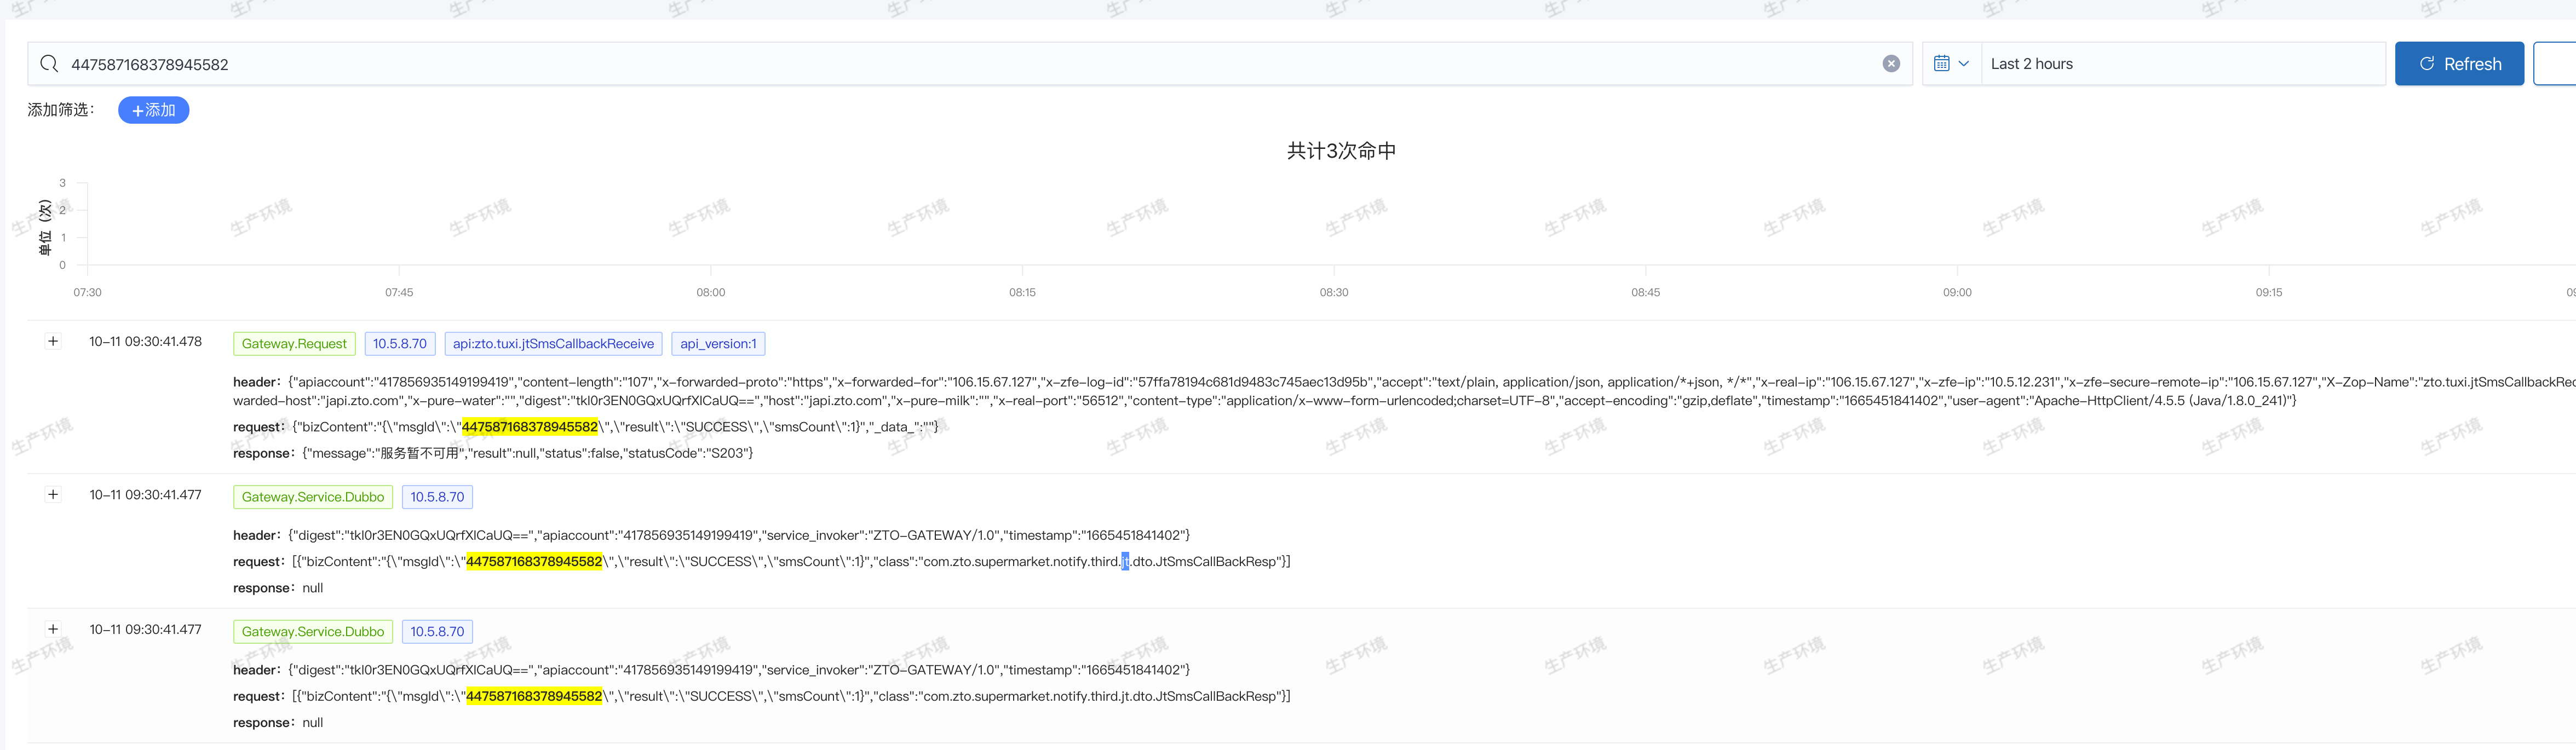 447587168378945582
Last 2 hours
Refresh
添加筛选：
+添加
共计3次命中
单位（次）
3
2
1
0
07:30 07:45 08:00 08:15 08:30 08:45 09:00 09:15
10-11 09:30:41.478 Gateway.Request 10.5.8.70 api:zto.tuxi.jtSmsCallbackReceive api_version:1
header：{"apiaccount":"417856935149199419","content-length":"107","x-forwarded-proto":"https","x-forwarded-for":"106.15.67.127","x-zfe-log-id":"57ffa78194c681d9483c745aec13d95b","accept":"text/plain, application/json, application/*+json, */*","x-real-ip":"106.15.67.127","x-zfe-ip":"10.5.12.231","x-zfe-secure-remote-ip":"106.15.67.127","X-Zop-Name":"zto.tuxi.jtSmsCallbackRec
warded-host":"japi.zto.com","x-pure-water":"","digest":"tkI0r3EN0GQxUQrfXICaUQ==","host":"japi.zto.com","x-pure-milk":"","x-real-port":"56512","content-type":"application/x-www-form-urlencoded;charset=UTF-8","accept-encoding":"gzip,deflate","timestamp":"1665451841402","user-agent":"Apache-HttpClient/4.5.5 (Java/1.8.0_241)"}
request：{"bizContent":"{\"msgId\":\"447587168378945582\",\"result\":\"SUCCESS\",\"smsCount\":1}","_data_":""}
response：{"message":"服务暂不可用","result":null,"status":false,"statusCode":"S203"}
10-11 09:30:41.477 Gateway.Service.Dubbo 10.5.8.70
header：{"digest":"tkI0r3EN0GQxUQrfXICaUQ==","apiaccount":"417856935149199419","service_invoker":"ZTO-GATEWAY/1.0","timestamp":"1665451841402"}
request：[{"bizContent":"{\"msgId\":\"447587168378945582\",\"result\":\"SUCCESS\",\"smsCount\":1}","class":"com.zto.supermarket.notify.third.jt.dto.JtSmsCallBackResp"}]
response：null
10-11 09:30:41.477 Gateway.Service.Dubbo 10.5.8.70
header：{"digest":"tkI0r3EN0GQxUQrfXICaUQ==","apiaccount":"417856935149199419","service_invoker":"ZTO-GATEWAY/1.0","timestamp":"1665451841402"}
request：[{"bizContent":"{\"msgId\":\"447587168378945582\",\"result\":\"SUCCESS\",\"smsCount\":1}","class":"com.zto.supermarket.notify.third.jt.dto.JtSmsCallBackResp"}]
response：null
生产环境